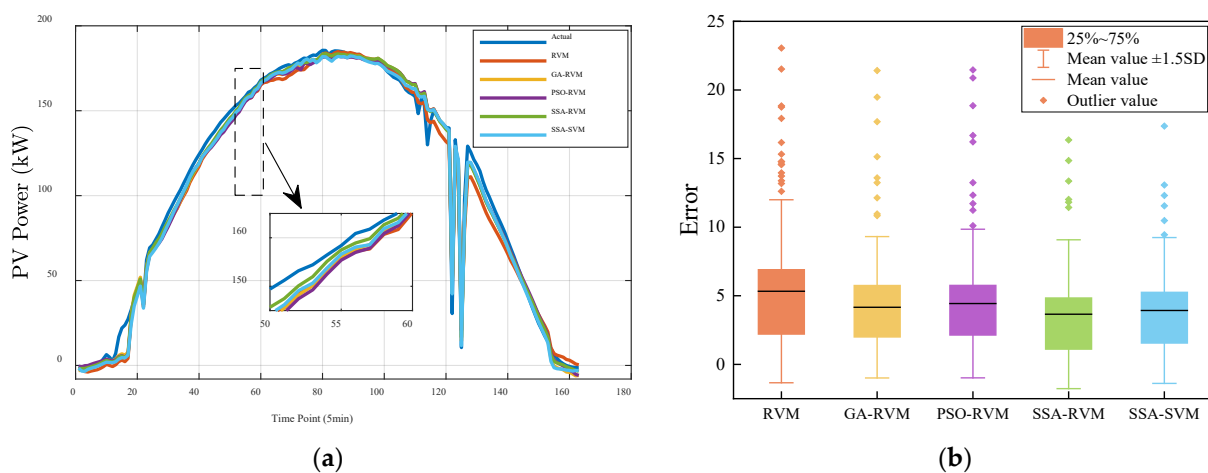 200
150
100
50
0
PV Power (kW)
Actual
RVM
GA-RVM
PSO-RVM
SSA-RVM
SSA-SVM
160
150
50 55 60
0 20 40 60 80 100 120 140 160 180
Time Point (5min)
(a)
25
20
15
10
5
0
Error
25%~75%
Mean value ±1.5SD
Mean value
Outlier value
RVM GA-RVM PSO-RVM SSA-RVM SSA-SVM
(b)